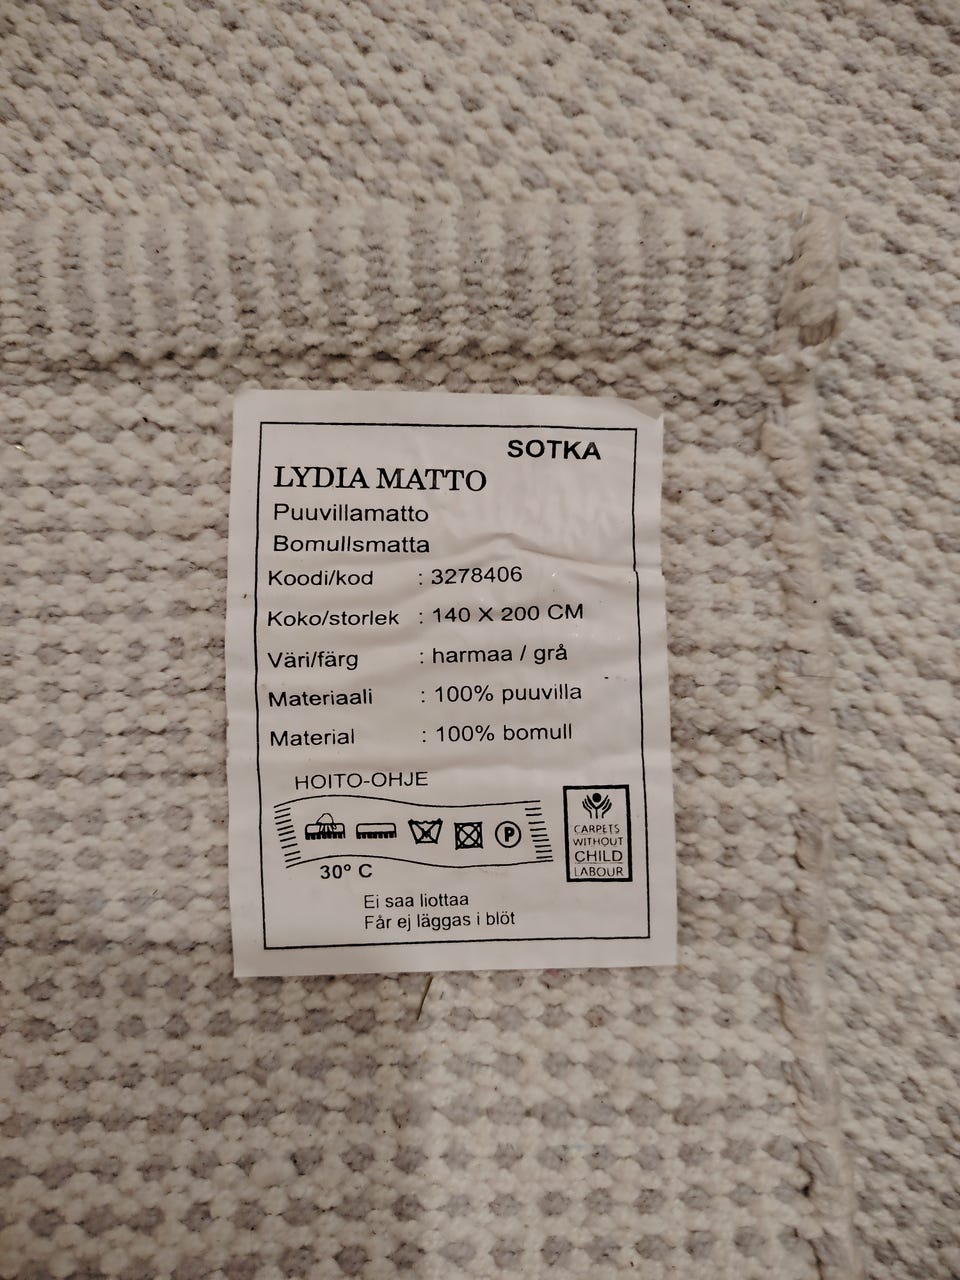 SOTKA
LYDIA MATTO
Puuvillamatto
Bomullsmatta
Koodi/kod : 3278406
Koko/storlek : 140 X 200 CM
Väri/färg : harmaa / grå
Materiaali : 100% puuvilla
Material : 100% bomull
HOITO-OHJE
P
30º C
CARPETS
WITHOUT
CHILD
LABOUR
Ei saa liottaa
Får ej läggas i blöt